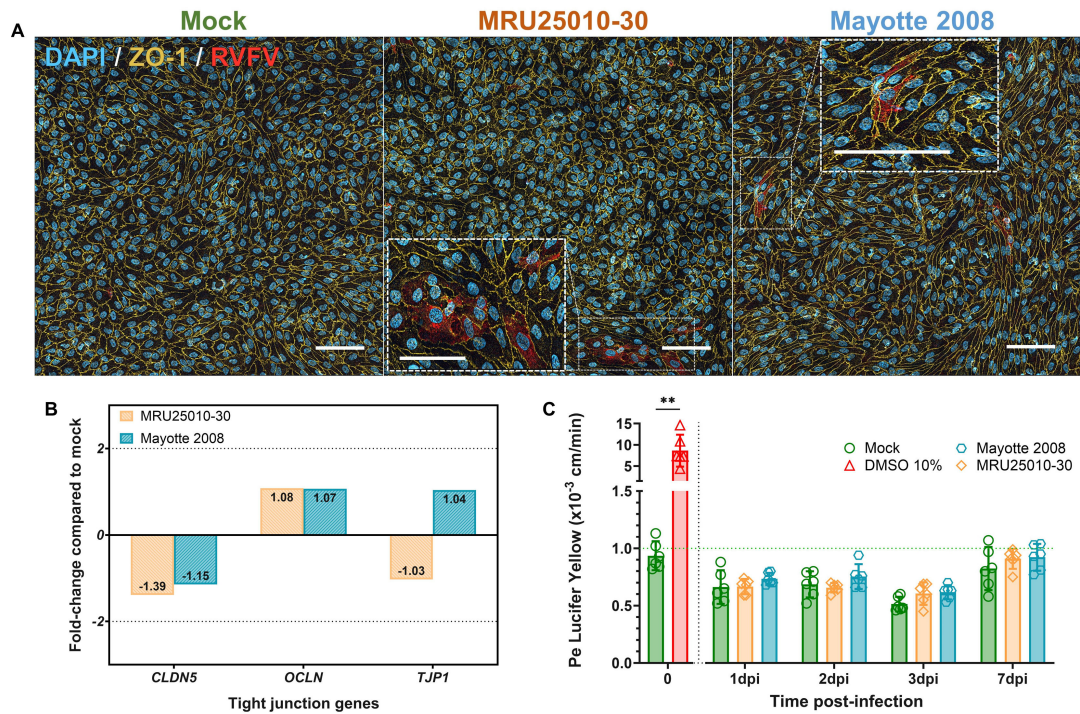 Mock
MRU25010-30
Mayotte 2008
A
DAPI / ZO-1 / RVFV
B
MRU25010-30
Mayotte 2008
Fold-change compared to mock
2
0
-2
-1.39
-1.15
1.08
1.07
-1.03
1.04
CLDN5
OCLN
TJP1
Tight junction genes
C
**
Mock
DMSO 10%
Mayotte 2008
MRU25010-30
Pe Lucifer Yellow (x10⁻³ cm/min)
15
10
5
1.5
1.0
0.5
0.0
0
1dpi
2dpi
3dpi
7dpi
Time post-infection